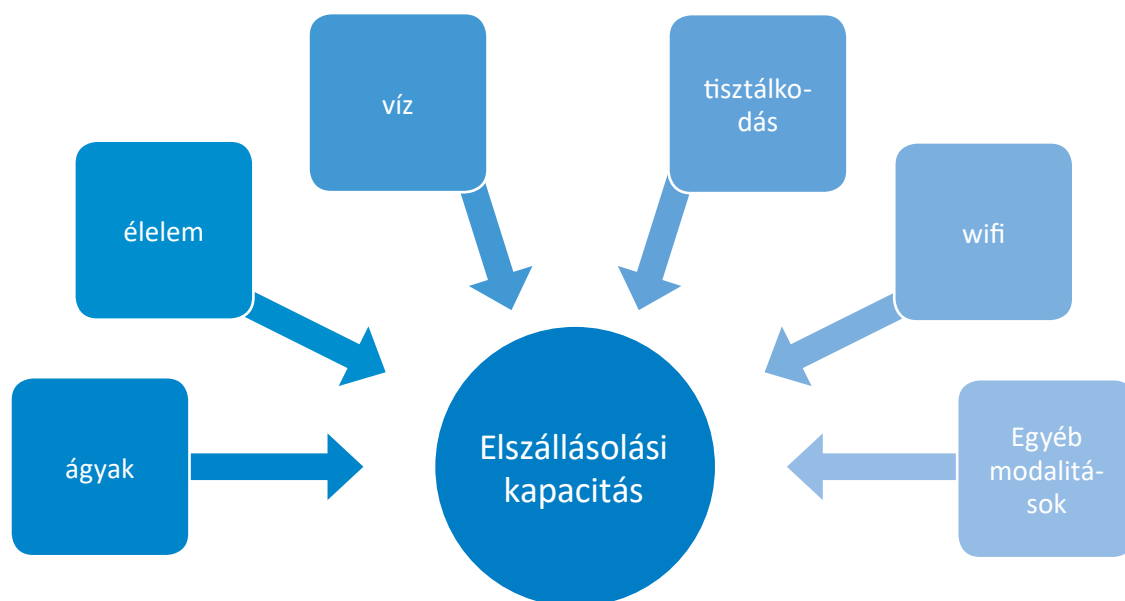 víz
tisztálko-
dás
élelem
wifi
ágyak
Elszállásolási
kapacitás
Egyéb
modalitá-
sok